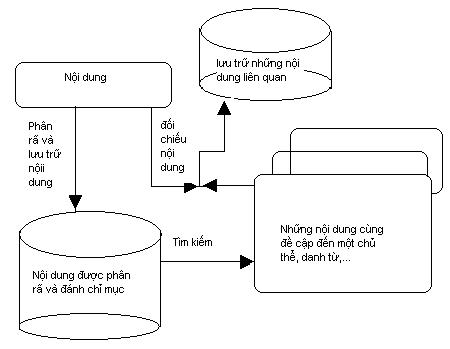 Nội dung
lưu trữ những nội
dung liên quan
Phân
rã và
lưu trữ
nộii
dung
đối
chiếu
nội
dung
Những nội dung cùng
đề cập đến một chủ
thể, danh từ,...
Tìm kiếm
Nội dung được phân
rã và đánh chỉ mục